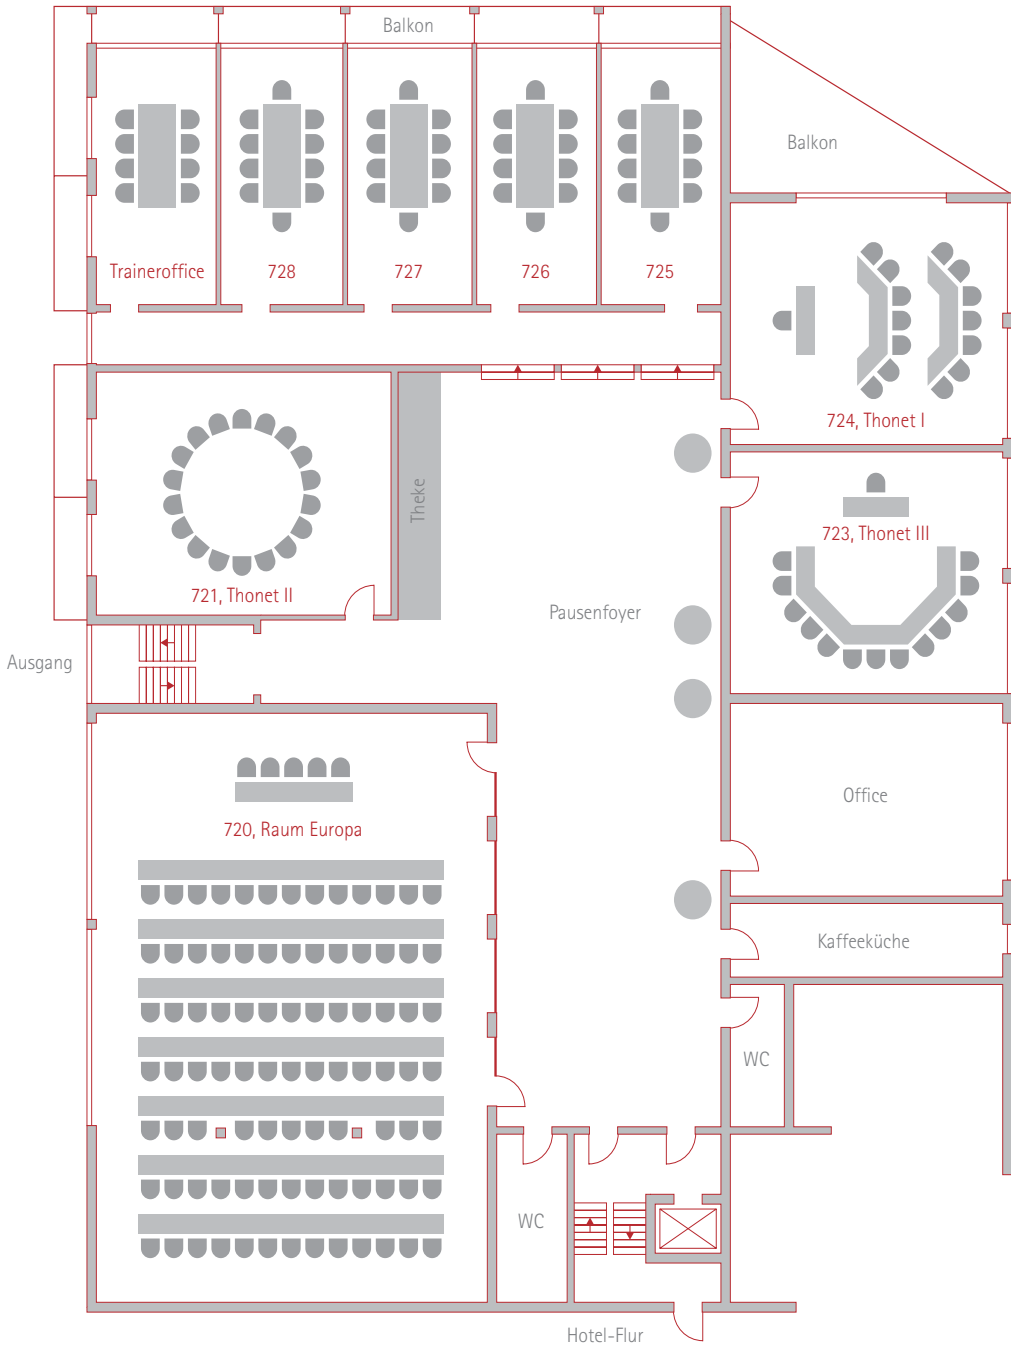 Balkon
Balkon
Traineroffice
728
727
726
725
724, Thonet I
Theke
723, Thonet III
721, Thonet II
Pausenfoyer
Ausgang
Office
720, Raum Europa
Kaffeeküche
WC
WC
Hotel-Flur